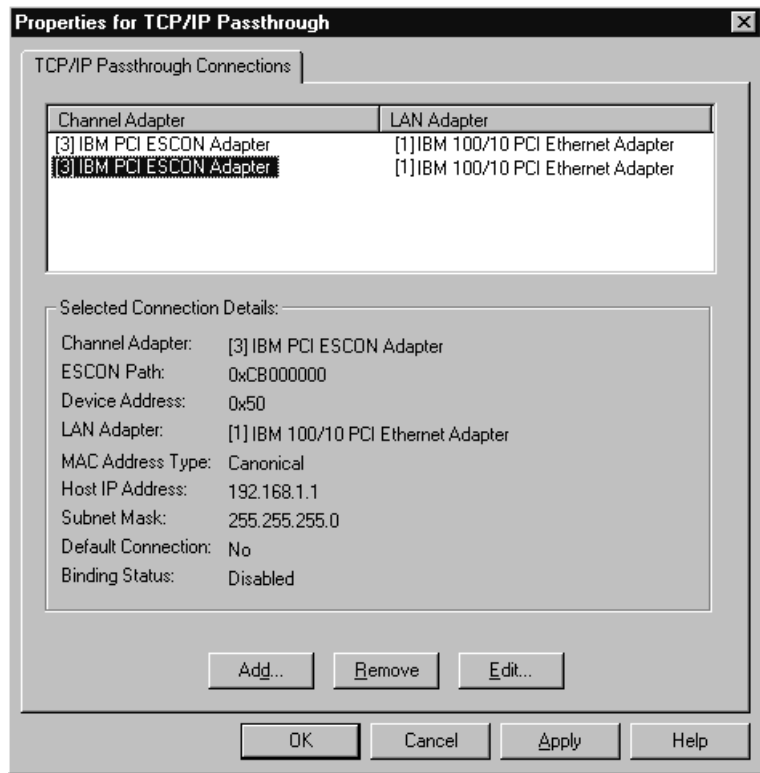 Properties for TCP/IP Passthrough
TCP/IP Passthrough Connections
Channel Adapter LAN Adapter
[3] IBM PCI ESCON Adapter [1] IBM 100/10 PCI Ethernet Adapter
[3] IBM PCI ESCON Adapter [1] IBM 100/10 PCI Ethernet Adapter
Selected Connection Details:
Channel Adapter: [3] IBM PCI ESCON Adapter
ESCON Path: 0xCB000000
Device Address: 0x50
LAN Adapter: [1] IBM 100/10 PCI Ethernet Adapter
MAC Address Type: Canonical
Host IP Address: 192.168.1.1
Subnet Mask: 255.255.255.0
Default Connection: No
Binding Status: Disabled
Add... Remove Edit...
OK Cancel Apply Help